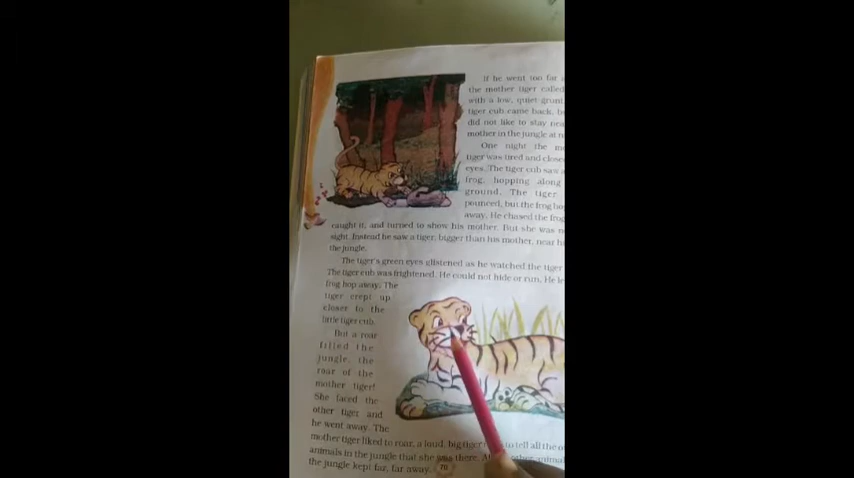 If he went too far
the mother tiger called
with a low, quiet grunt
tiger cub came back, b
did not like to stay nea
mother in the jungle at n
One night the m
tiger was tired and close
eyes. The tiger cub saw a
frog, hopping along
ground. The tiger
pounced, but the frog ho
away. He chased the frog
caught it, and turned to show his mother. But she was n
sight. Instead he saw a tiger, bigger than his mother, near h
the jungle.
The tiger's green eyes glistened as he watched the tiger
The tiger cub was frightened. He could not hide or run. He le
frog hop away. The
tiger crept up
closer to the
little tiger cub.
But a roar
filled the
jungle, the
roar of the
mother tiger!
She faced the
other tiger and
he went away. The
mother tiger liked to roar, a loud, big tiger to tell all the o
animals in the jungle that she was there. other animal
the jungle kept far, far away.
70